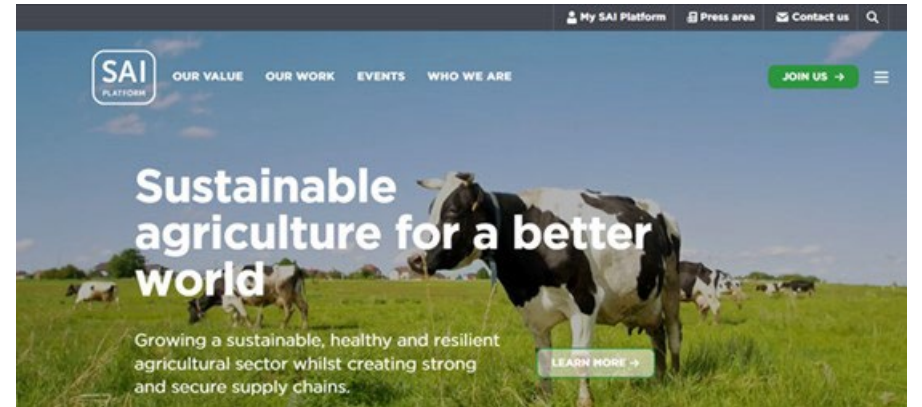 My SAI Platform Press area Contact us
SAI
PLATFORM
OUR VALUE OUR WORK EVENTS WHO WE ARE
JOIN US →
Sustainable
agriculture for a better
world
Growing a sustainable, healthy and resilient
agricultural sector whilst creating strong
and secure supply chains.
LEARN MORE →